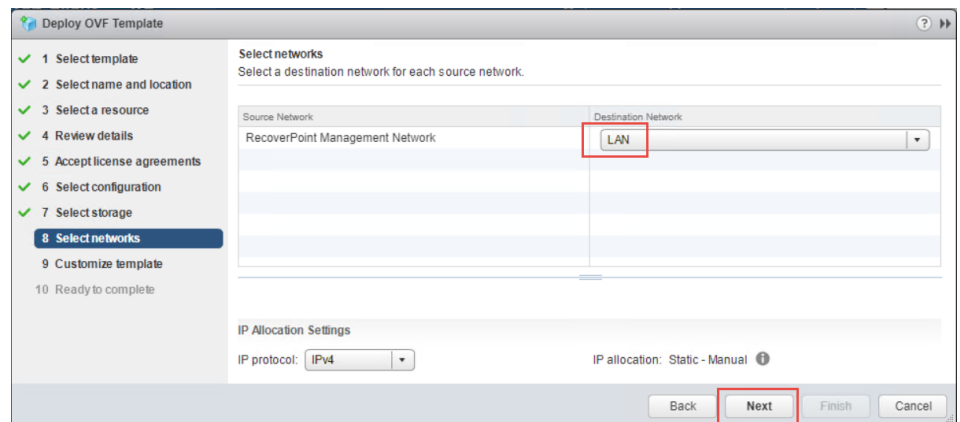 Deploy OVF Template
1 Select template
2 Select name and location
3 Select a resource
4 Review details
5 Accept license agreements
6 Select configuration
7 Select storage
8 Select networks
9 Customize template
10 Ready to complete
Select networks
Select a destination network for each source network.
Source Network Destination Network
RecoverPoint Management Network LAN
IP Allocation Settings
IP protocol: IPv4 IP allocation: Static - Manual
Back Next Finish Cancel